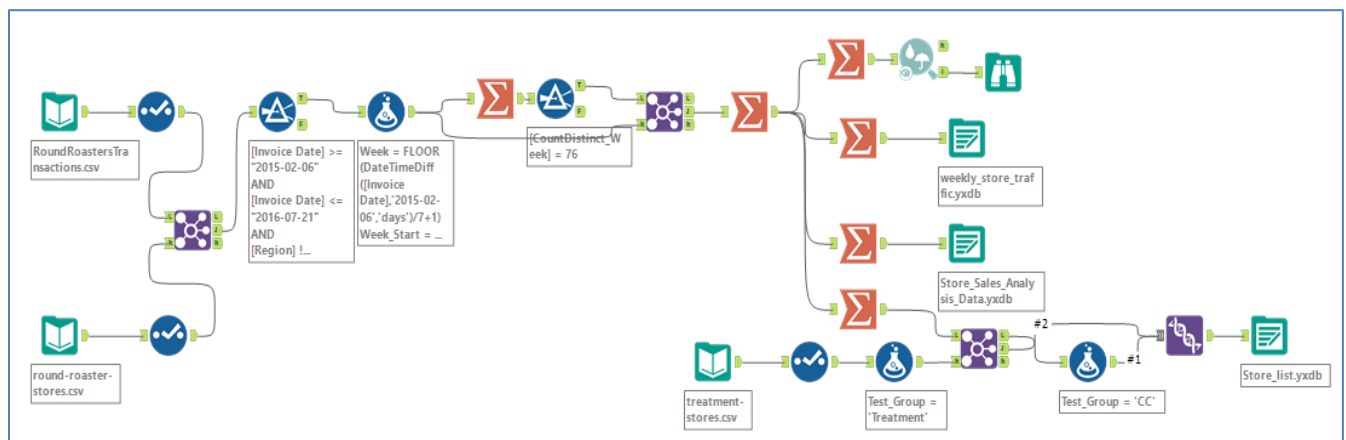 RoundRoastersTra
nsactions.csv
round-roaster-
stores.csv
L
R
L
J
R
T
F
[Invoice Date] >=
"2015-02-06"
AND
[Invoice Date] <=
"2016-07-21"
AND
[Region] !...
Week = FLOOR
(DateTimeDiff
([Invoice
Date],'2015-02-
06','days')/7+1)
Week_Start = ...
T
F
[CountDistinct_W
eek] = 76
L
R
L
J
R
R
I
weekly_store_traf
fic.yxdb
Store_Sales_Analy
sis_Data.yxdb
treatment-
stores.csv
Test_Group =
'Treatment'
L
R
L
J
R
#2
#1
Test_Group = 'CC'
Store_list.yxdb